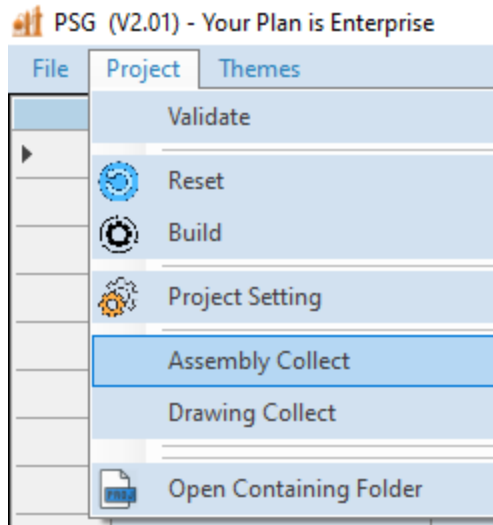 PSG (V2.01) - Your Plan is Enterprise
File Project Themes
Validate
Reset
Build
Project Setting
Assembly Collect
Drawing Collect
Open Containing Folder